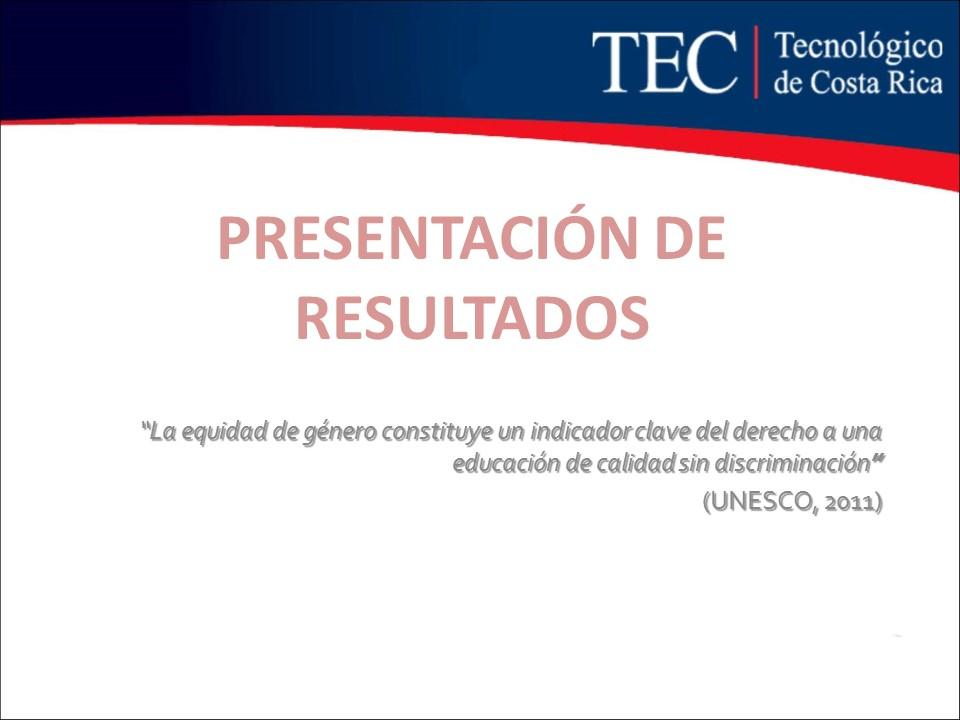 TEC
Tecnológico
de Costa Rica
PRESENTACIÓN DE
RESULTADOS
“La equidad de género constituye un indicador clave del derecho a una
educación de calidad sin discriminación“
(UNESCO, 2011)